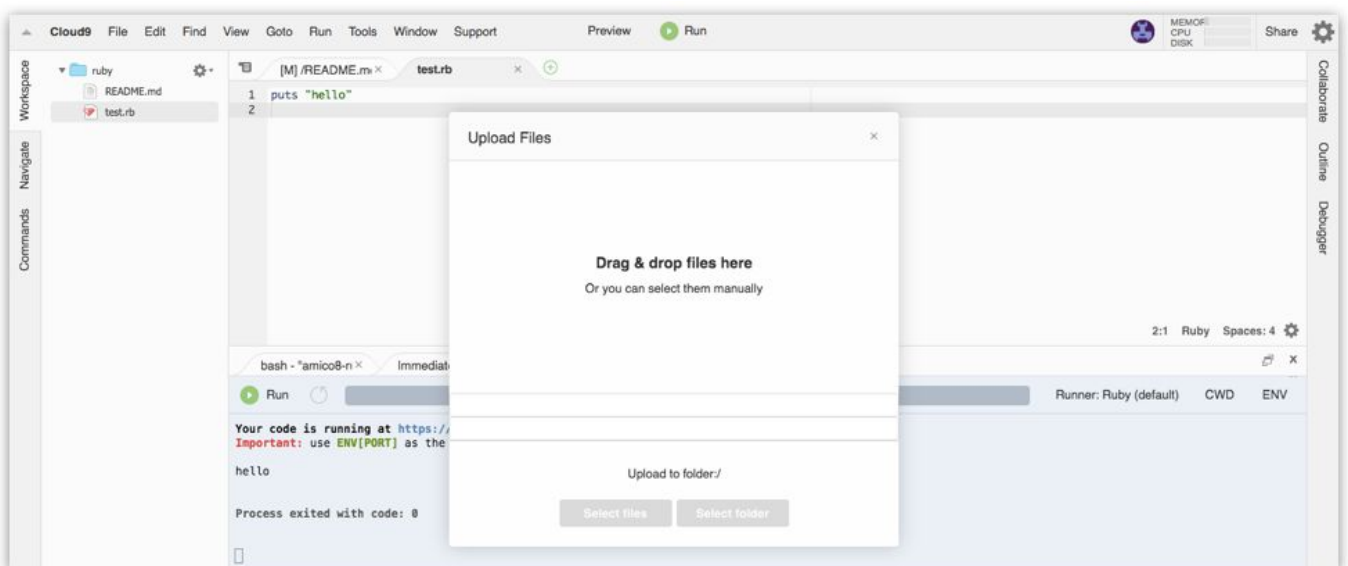 Cloud9 File Edit Find View Goto Run Tools Window Support Preview Run
MEMOR
CPU
DISK
Share
Workspace
Navigate
Commands
ruby
README.md
test.rb
[M] /README.m
test.rb
1 puts "hello"
2
Upload Files
Drag & drop files here
Or you can select them manually
Upload to folder:/
Select files Select folder
2:1 Ruby Spaces: 4
bash - "amico8-n Immediat
Run Runner: Ruby (default) CWD ENV
Your code is running at https://
Important: use ENV[PORT] as the
hello
Process exited with code: 0
Collaborate
Outline
Debugger